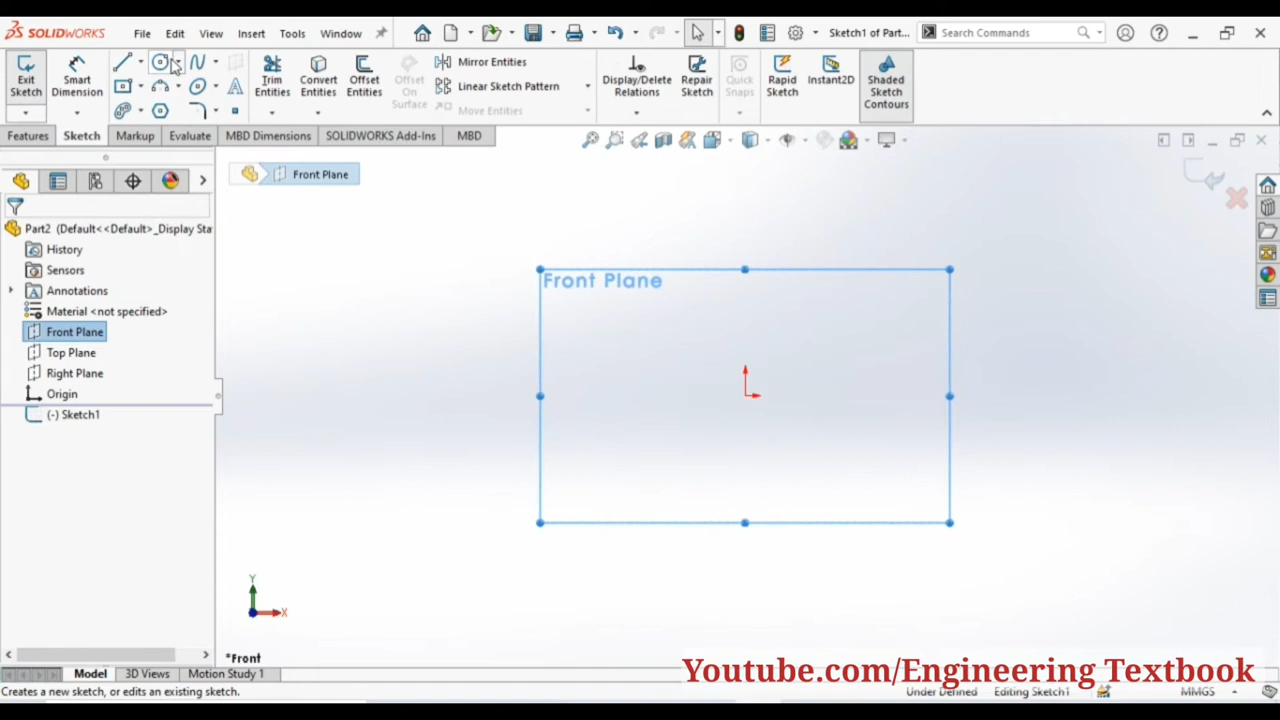 SOLIDWORKS File Edit View Insert Tools Window Sketch1 of Part... Search Commands
Exit Sketch
Smart Dimension
Trim Entities
Convert Entities
Offset Entities
Offset On Surface
Mirror Entities
Linear Sketch Pattern
Move Entities
Display/Delete Relations
Repair Sketch
Quick Snaps
Rapid Sketch
Instant2D
Shaded Sketch Contours
Features Sketch Markup Evaluate MBD Dimensions SOLIDWORKS Add-Ins MBD
Front Plane
Part2 (Default<<Default>_Display Sta
History
Sensors
Annotations
Material <not specified>
Front Plane
Top Plane
Right Plane
Origin
(-) Sketch1
Front Plane
Y
X
*Front
Model 3D Views Motion Study 1
Youtube.com/Engineering Textbook
Creates a new sketch, or edits an existing sketch.
Under Defined Editing Sketch1 MMGS